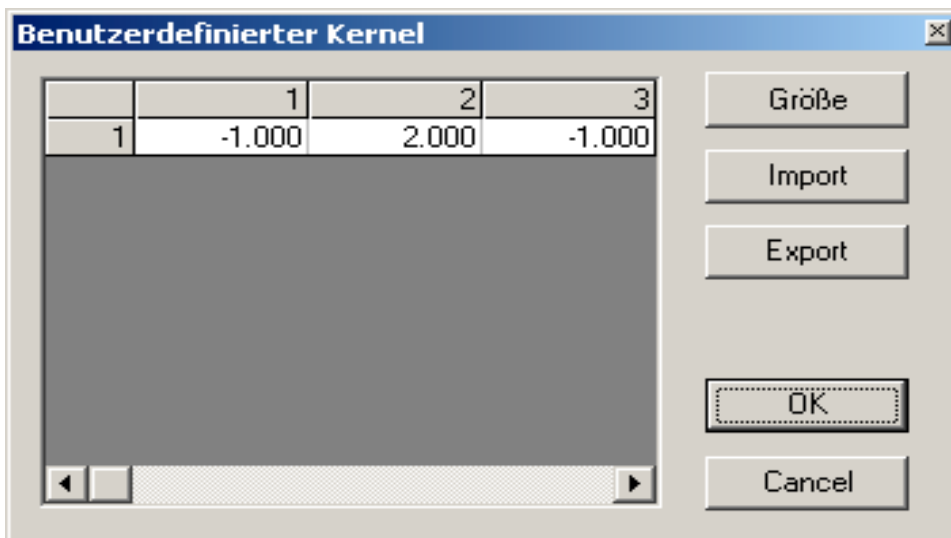 Benutzerdefinierter Kernel
1 2 3
1 -1.000 2.000 -1.000
Größe
Import
Export
OK
Cancel